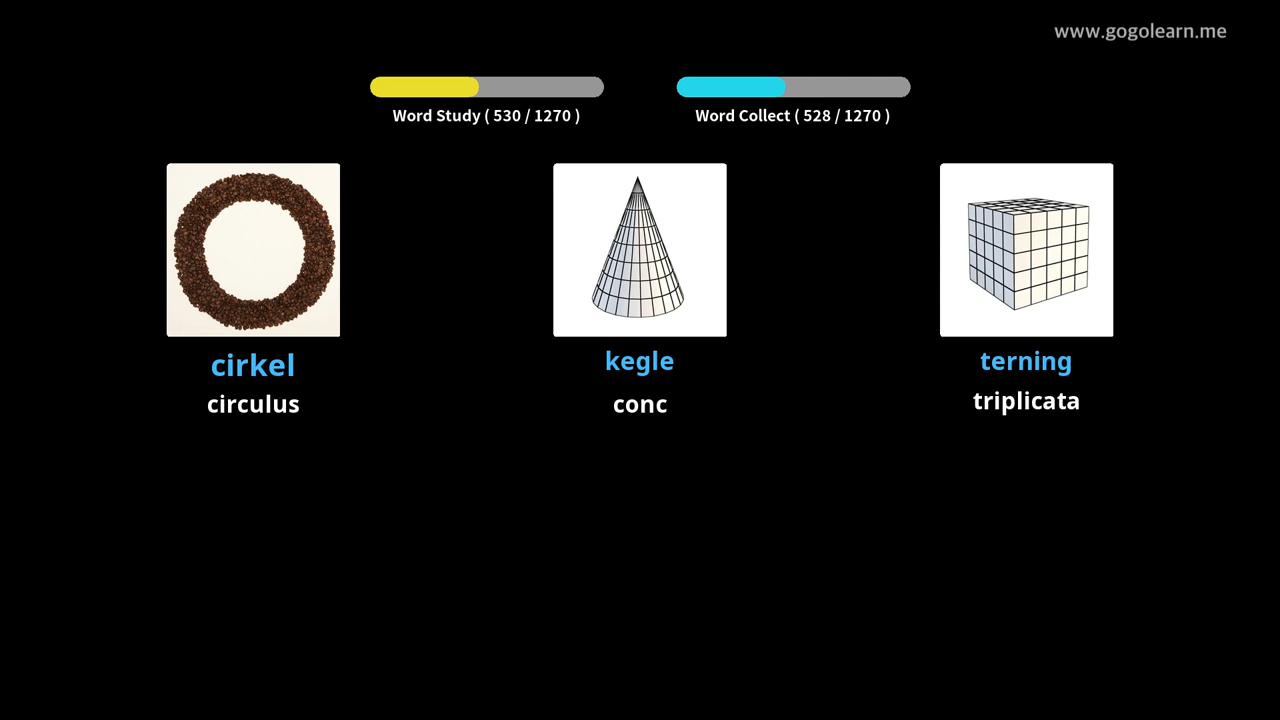 www.gogolearn.me
Word Study ( 530 / 1270 )
Word Collect ( 528 / 1270 )
cirkel
circulus
kegle
conc
terning
triplicata